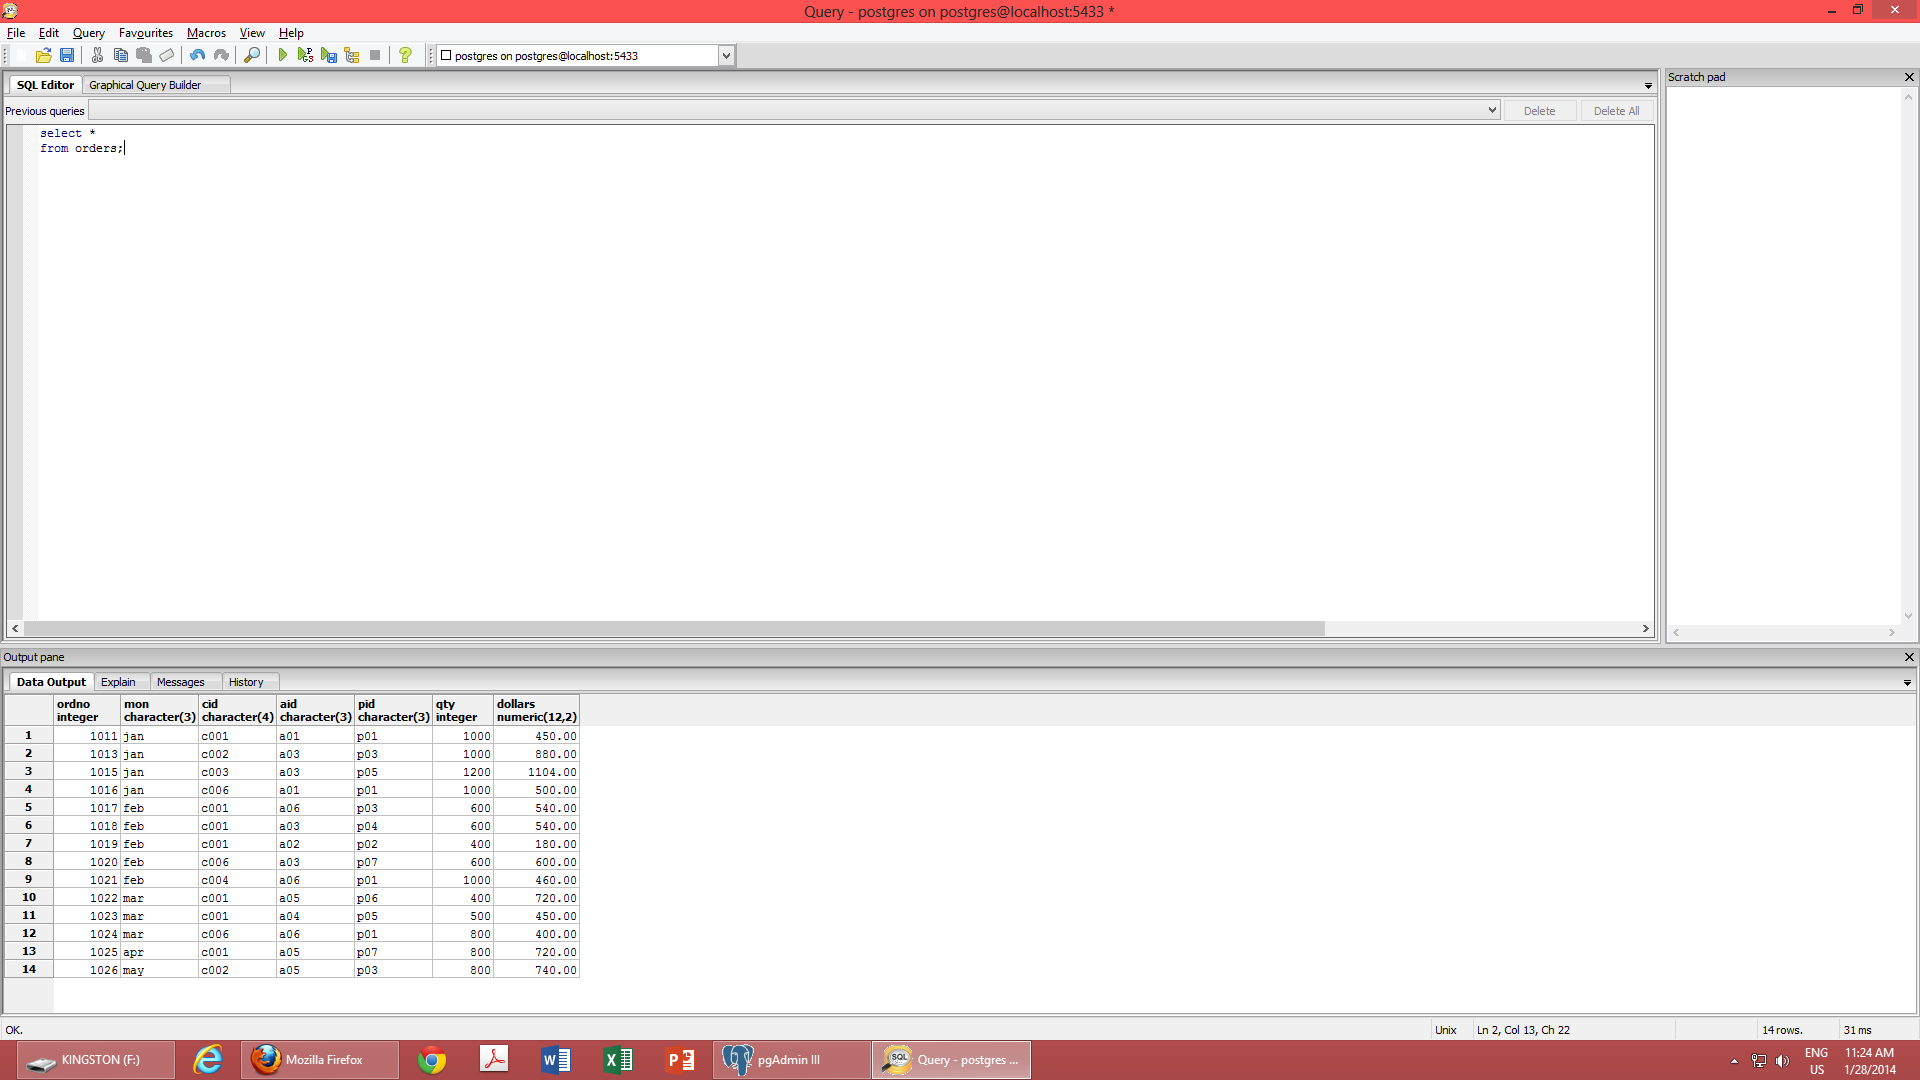 Query - postgres on postgres@localhost:5433 *
File Edit Query Favourites Macros View Help
postgres on postgres@localhost:5433
SQL Editor Graphical Query Builder
Scratch pad
Previous queries Delete Delete All
select *
from orders;
Output pane
Data Output Explain Messages History
ordno mon cid aid pid qty dollars
integer character(3) character(4) character(3) character(3) integer numeric(12,2)
1 1011 jan c001 a01 p01 1000 450.00
2 1013 jan c002 a03 p03 1000 880.00
3 1015 jan c003 a03 p05 1200 1104.00
4 1016 jan c006 a01 p01 1000 500.00
5 1017 feb c001 a06 p03 600 540.00
6 1018 feb c001 a03 p04 600 540.00
7 1019 feb c001 a02 p02 400 180.00
8 1020 feb c006 a03 p07 600 600.00
9 1021 feb c004 a06 p01 1000 460.00
10 1022 mar c001 a05 p06 400 720.00
11 1023 mar c001 a04 p05 500 450.00
12 1024 mar c006 a06 p01 800 400.00
13 1025 apr c001 a05 p07 800 720.00
14 1026 may c002 a05 p03 800 740.00
OK. Unix Ln 2, Col 13, Ch 22 14 rows. 31 ms
KINGSTON (F:) Mozilla Firefox pgAdmin III SQL Query - postgres ...
ENG 11:24 AM
US 1/28/2014